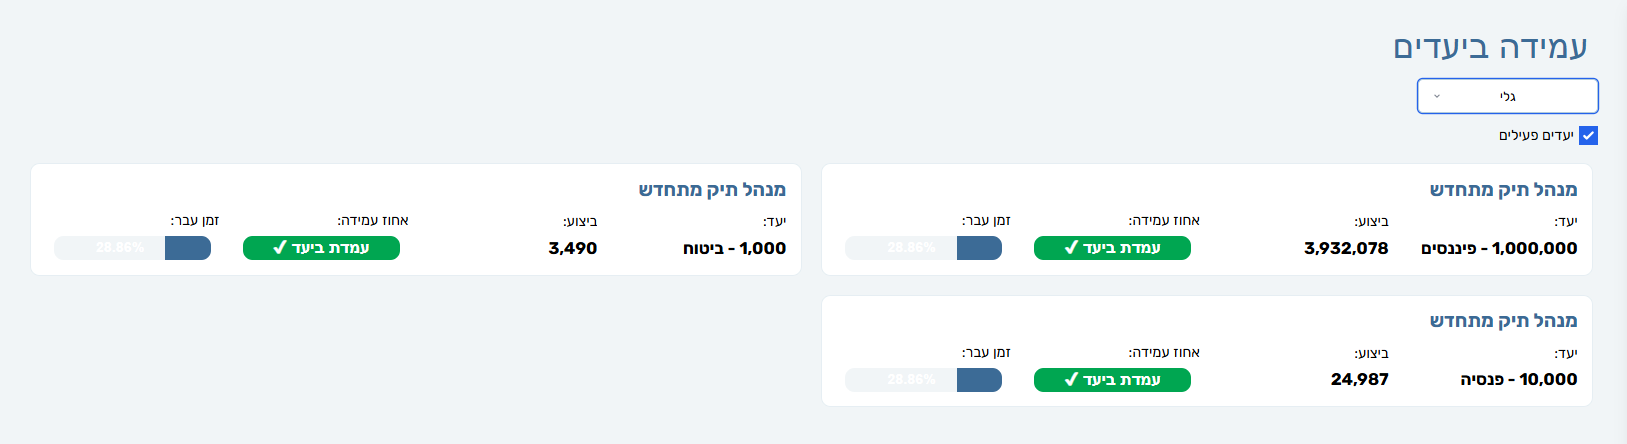 עמידה ביעדים
גלי
יעדים פעילים
מנהל תיק מתחדש
יעד: ביצוע: אחוז עמידה: זמן עבר:
1,000,000 - פיננסים 3,932,078 עמדת ביעד ✓ 28.86%
מנהל תיק מתחדש
יעד: ביצוע: אחוז עמידה: זמן עבר:
1,000 - ביטוח 3,490 עמדת ביעד ✓ 28.86%
מנהל תיק מתחדש
יעד: ביצוע: אחוז עמידה: זמן עבר:
10,000 - פנסיה 24,987 עמדת ביעד ✓ 28.86%